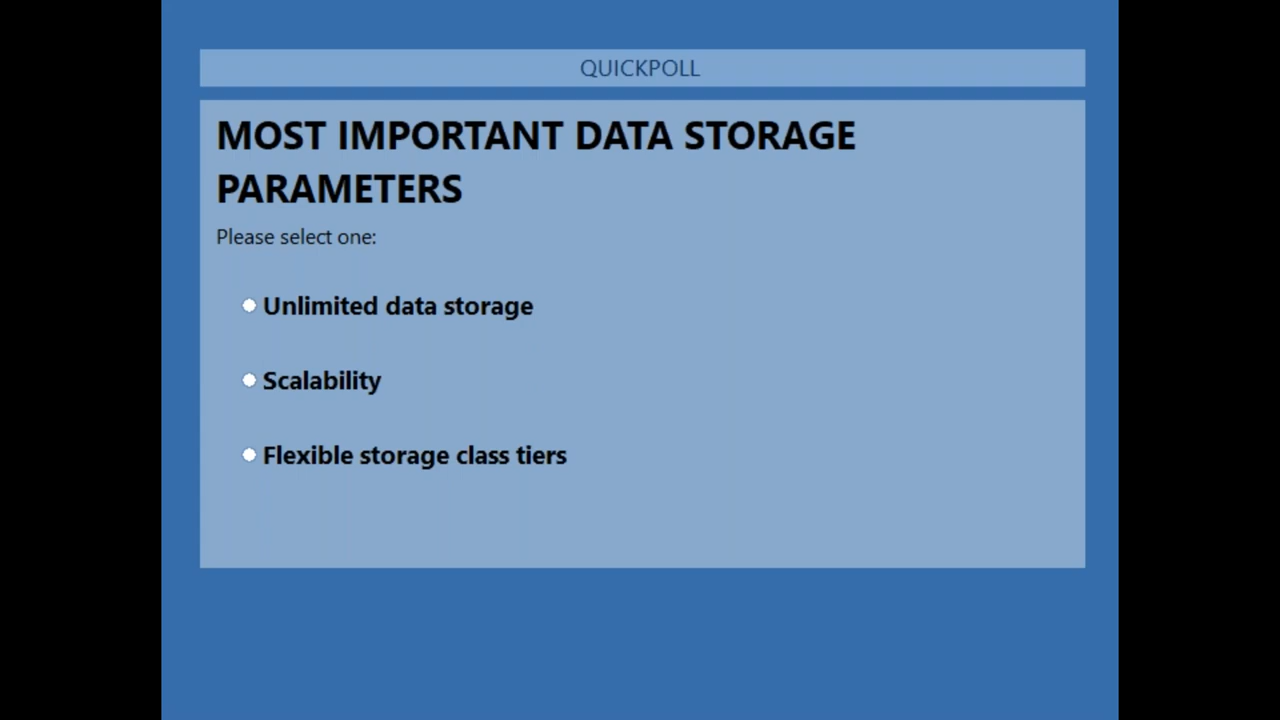 QUICKPOLL
MOST IMPORTANT DATA STORAGE
PARAMETERS
Please select one:
Unlimited data storage
Scalability
Flexible storage class tiers